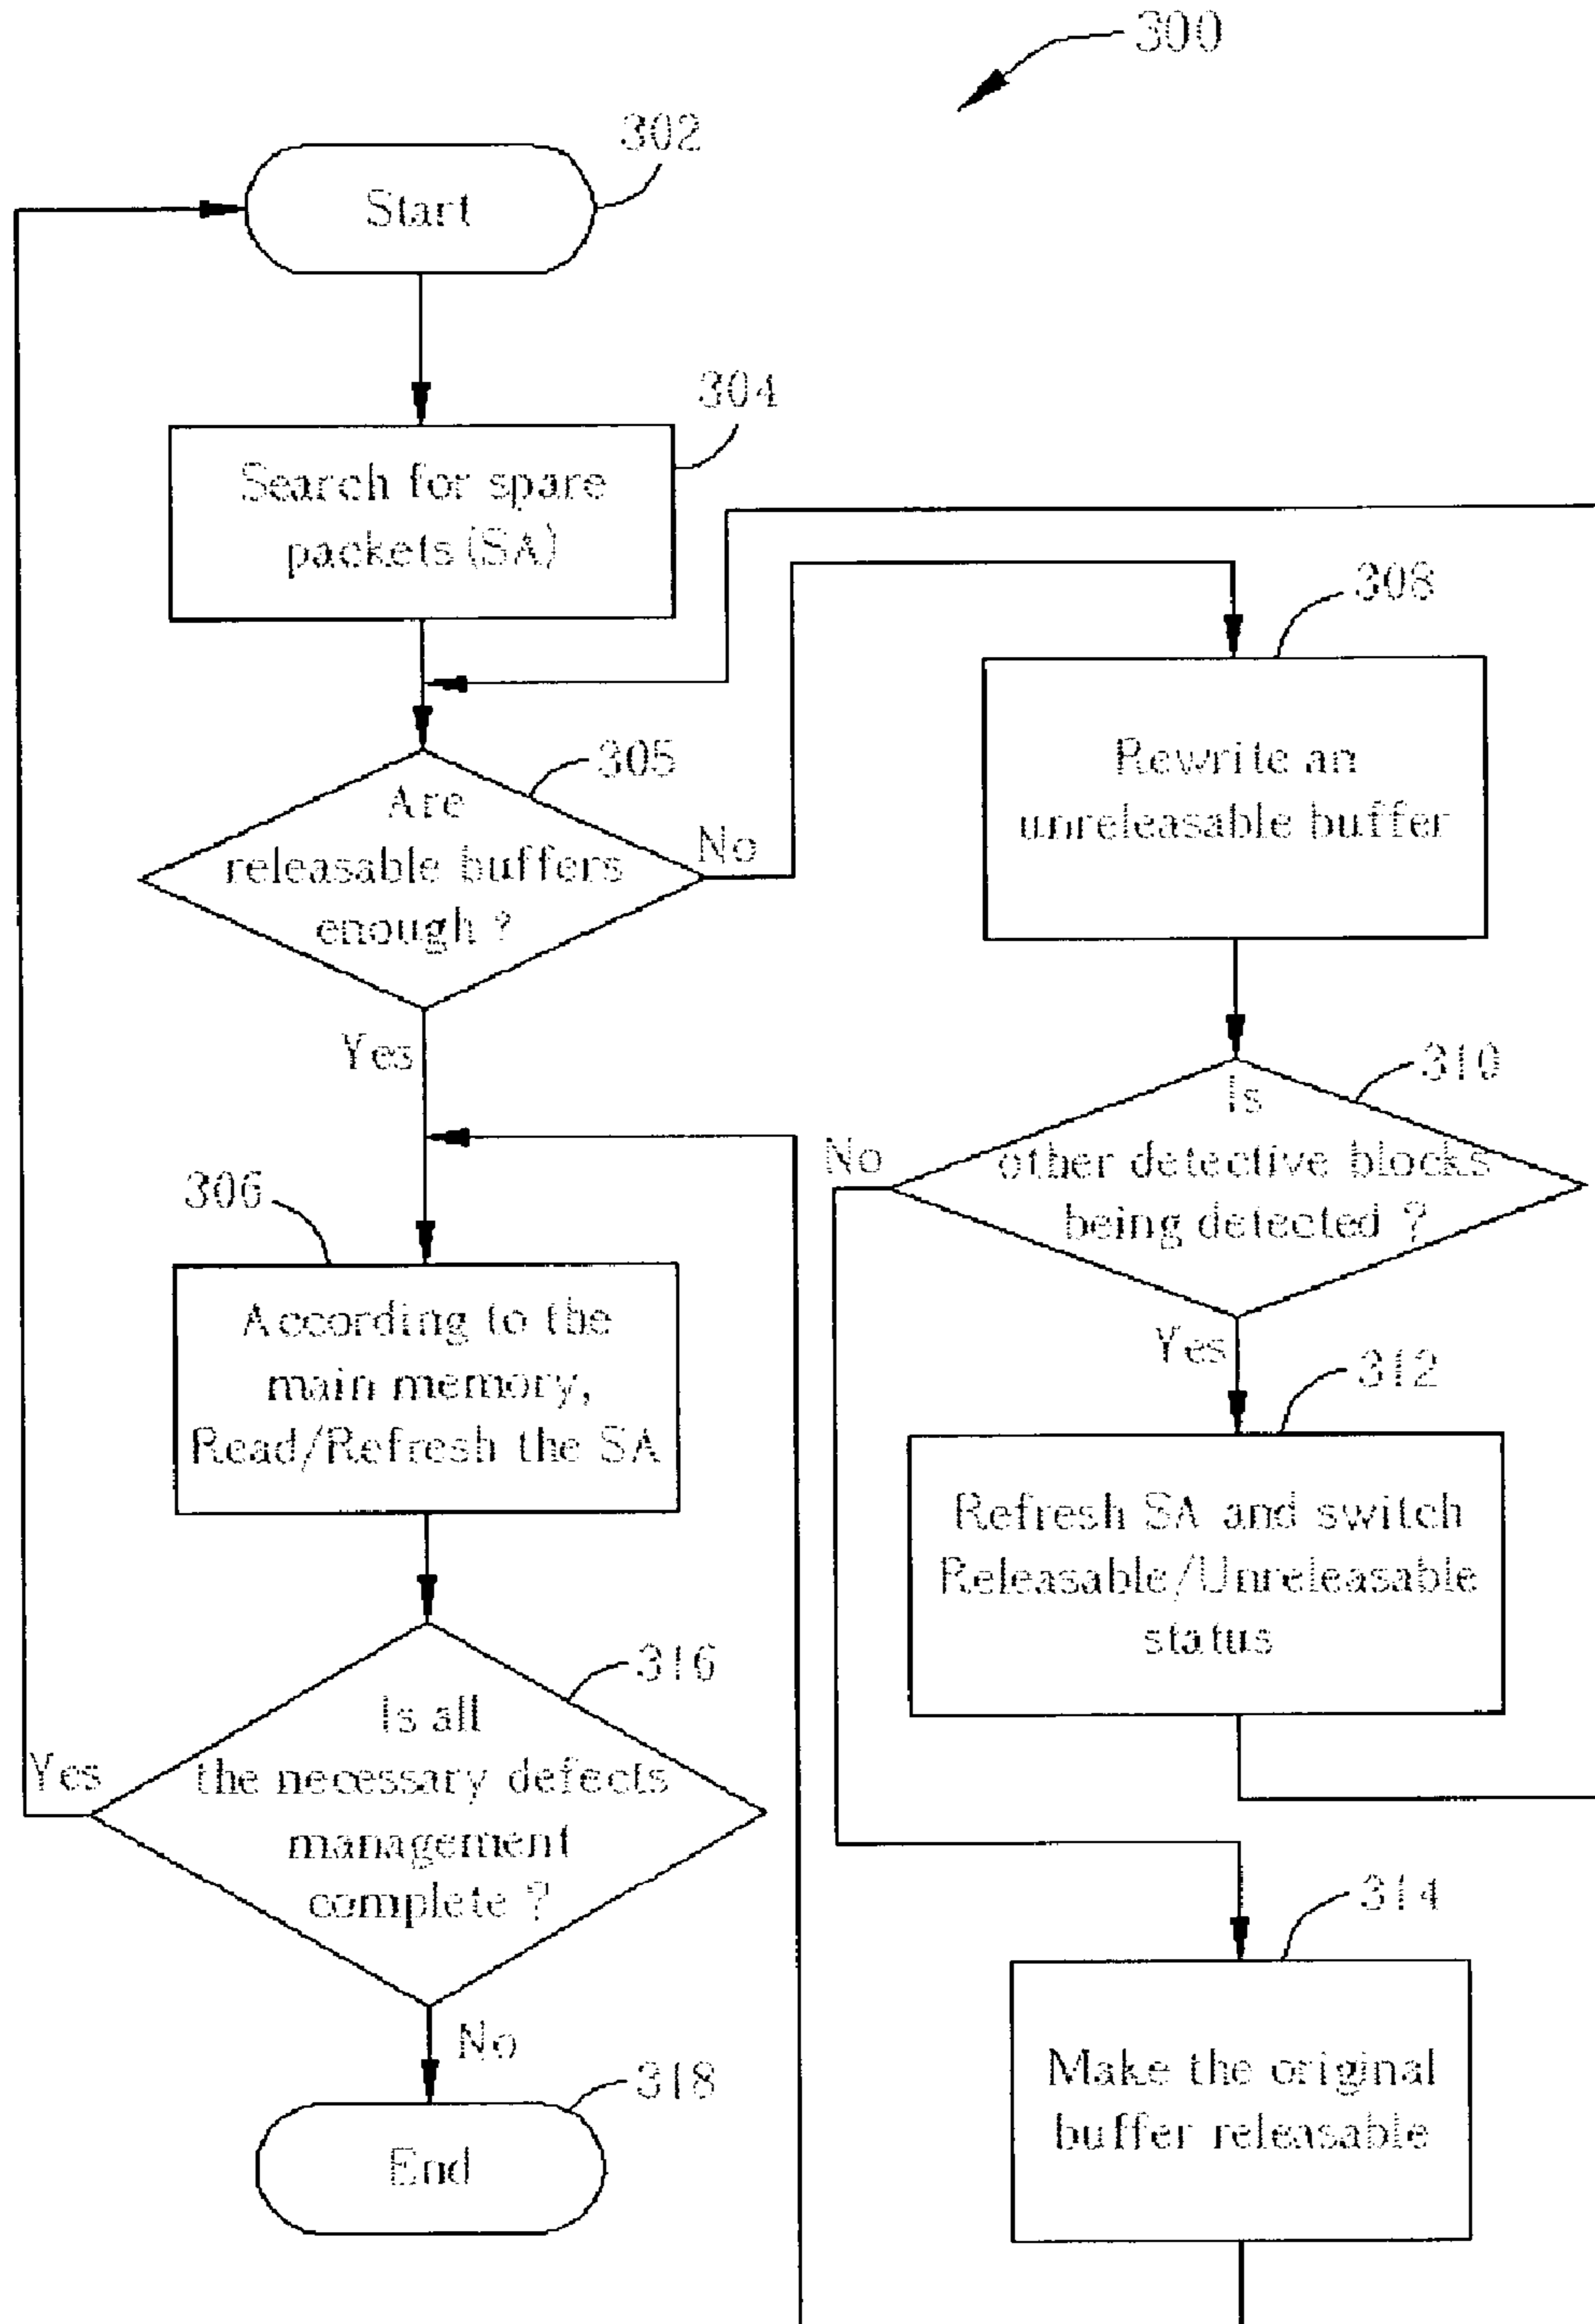 300
302
Start
304
Search for spare
packets(SA)
305
Are
releasable buffers
enough ?
No
Yes
306
According to the
main memory,
Read/Refresh the SA
316
Is all
the necessary defects
management
complete ?
Yes
No
318
End
308
Rewrite an
unreleasable buffer
310
Is
other detective blocks
being detected ?
No
Yes
312
Refresh SA and switch
Releasable/Unreleasable
status
314
Make the original
buffer releasable